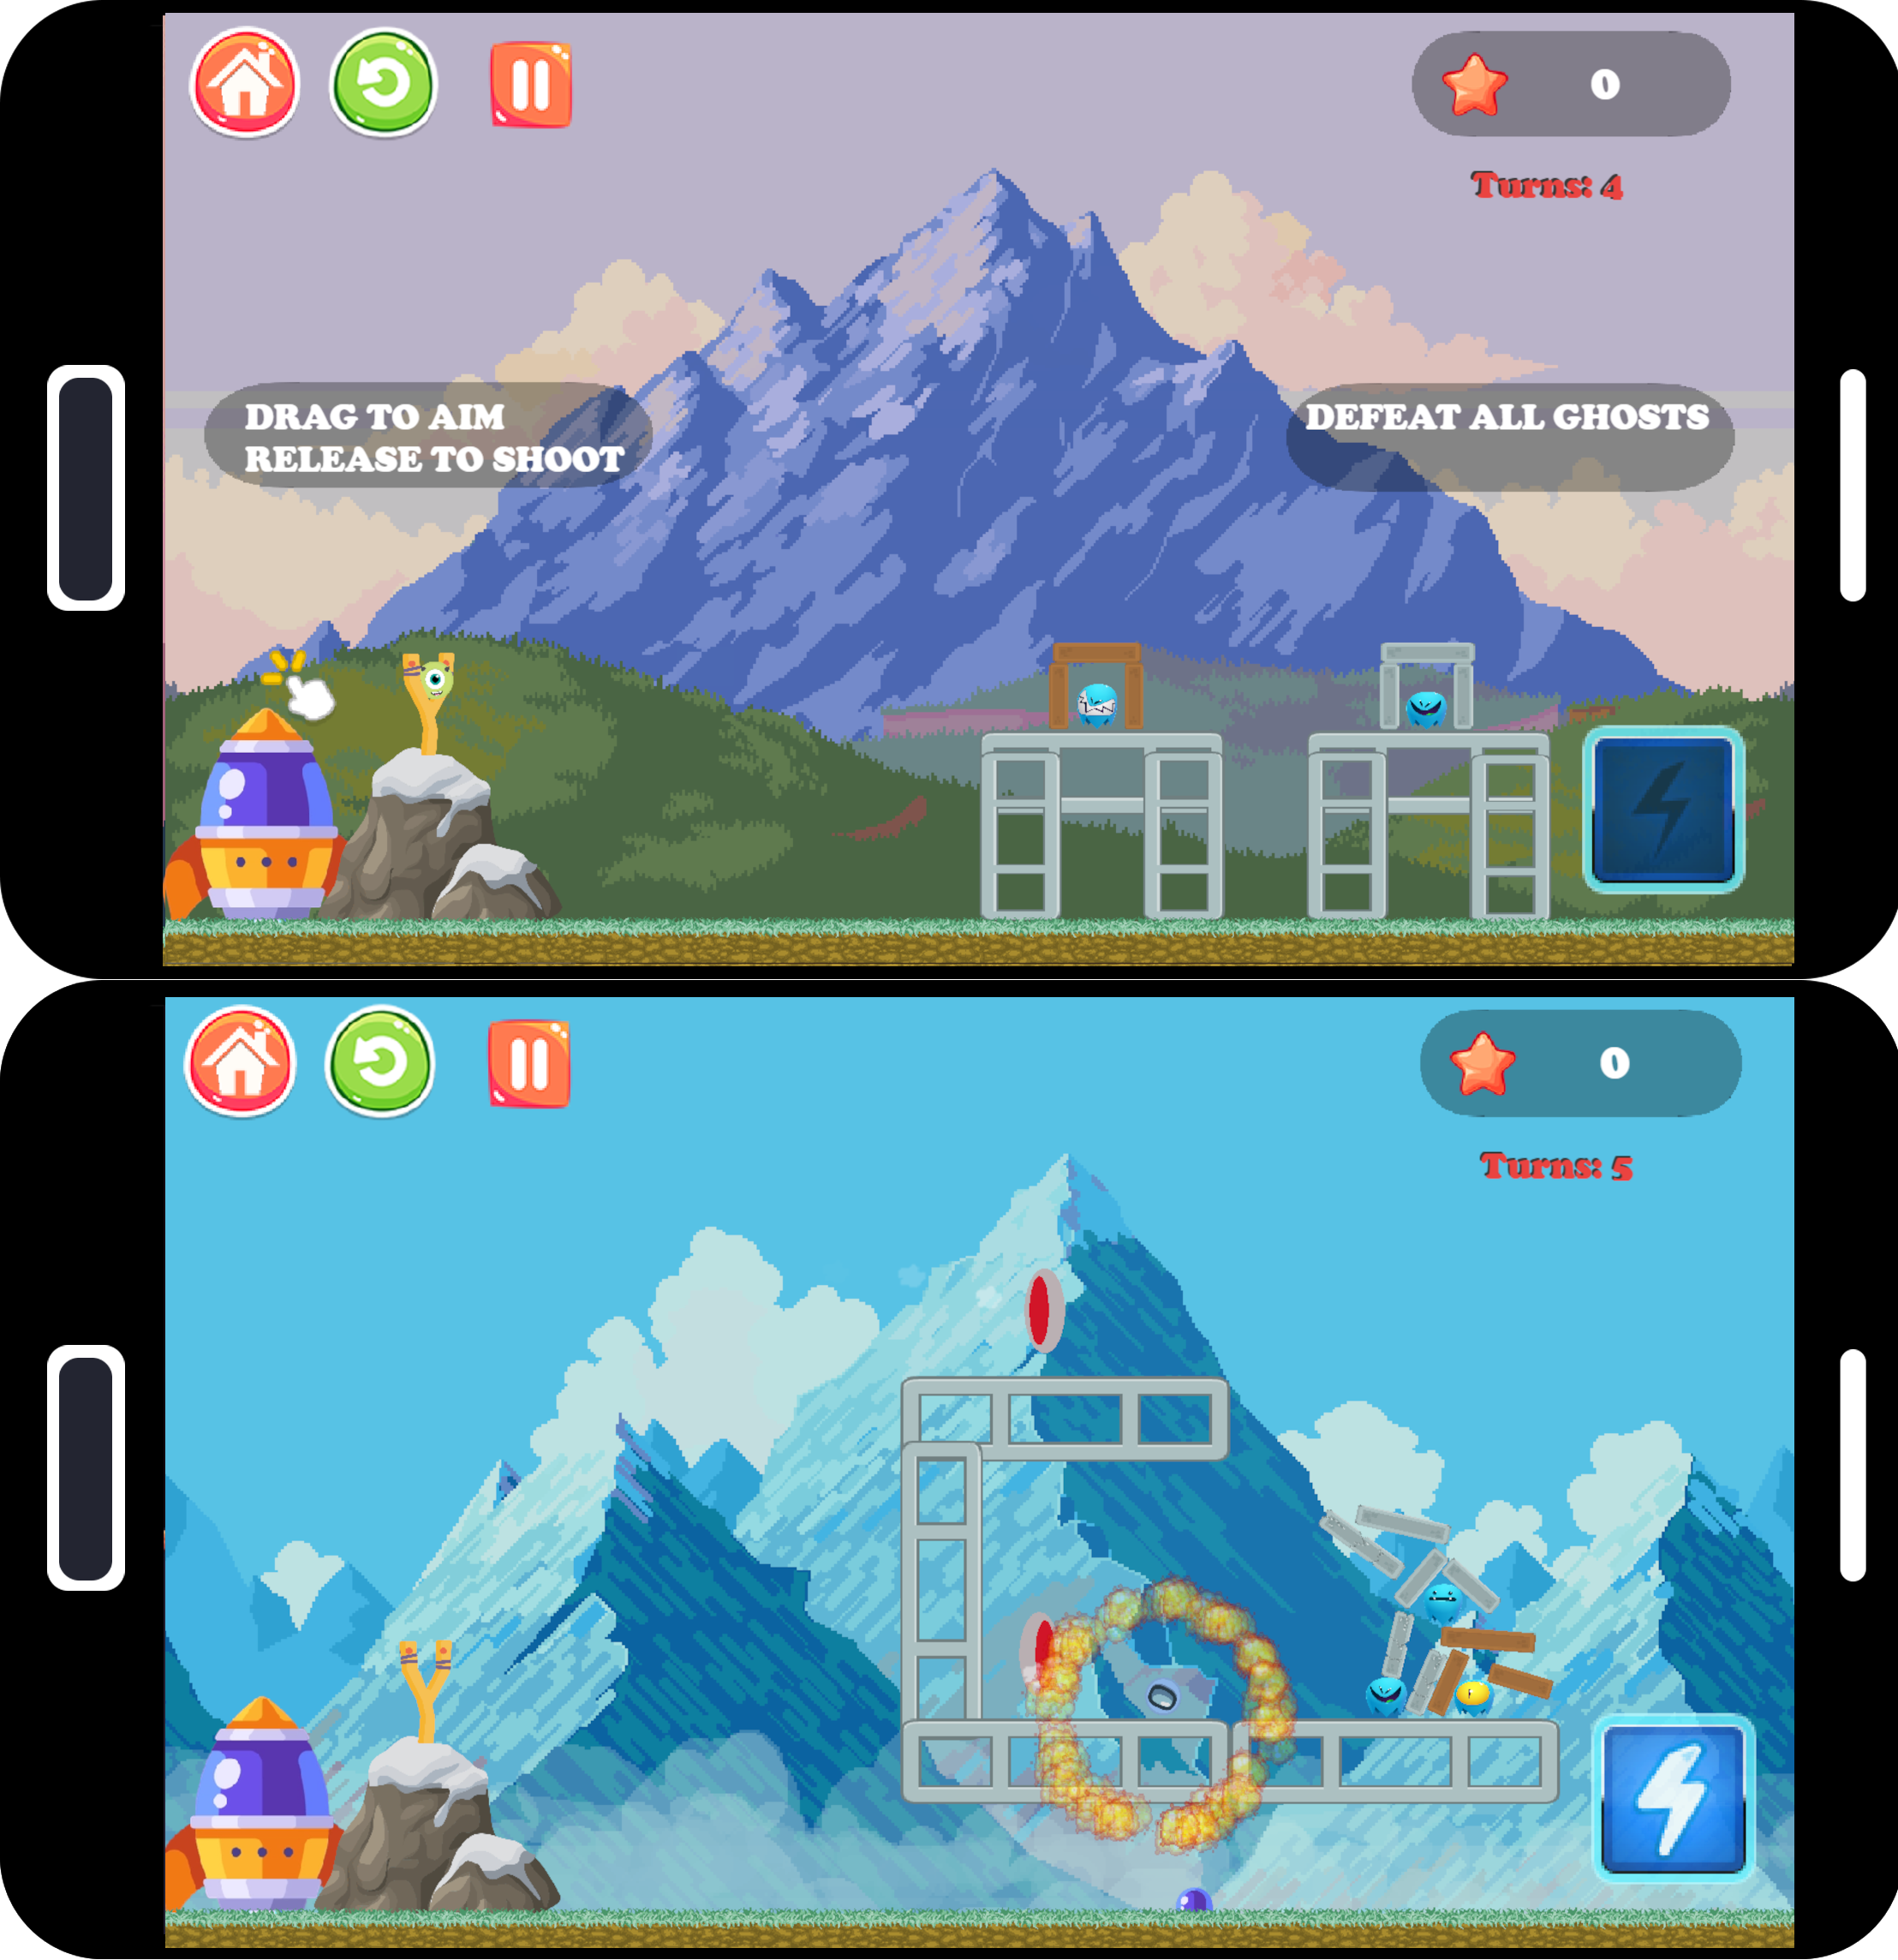 0
Turns: 4
DRAG TO AIM
RELEASE TO SHOOT
DEFEAT ALL GHOSTS
0
Turns: 5